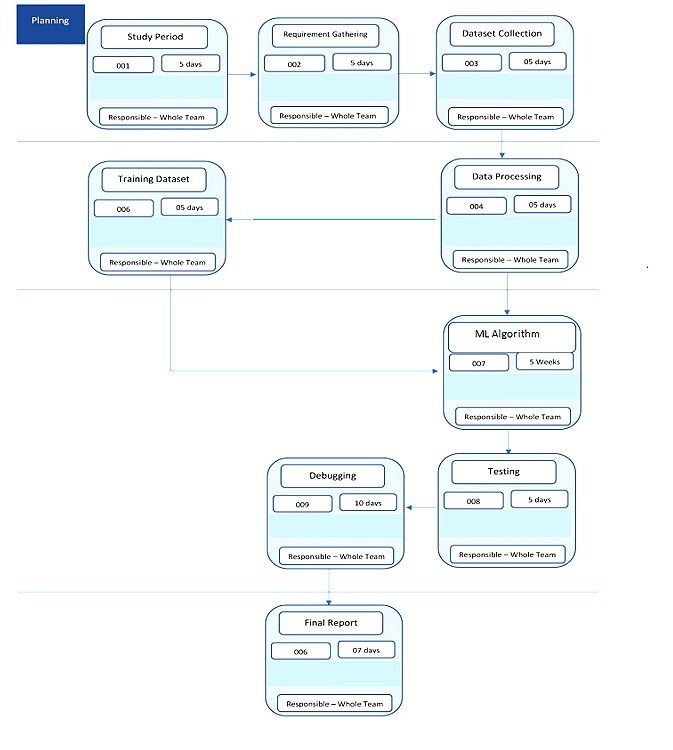 Planning
Study Period
001
5 days
Responsible – Whole Team
Requirement Gathering
002
5 days
Responsible – Whole Team
Dataset Collection
003
05 days
Responsible – Whole Team
Training Dataset
006
05 days
Responsible – Whole Team
Data Processing
004
05 days
Responsible – Whole Team
ML Algorithm
007
5 Weeks
Responsible – Whole Team
Debugging
009
10 days
Responsible – Whole Team
Testing
008
5 days
Responsible – Whole Team
Final Report
006
07 days
Responsible – Whole Team